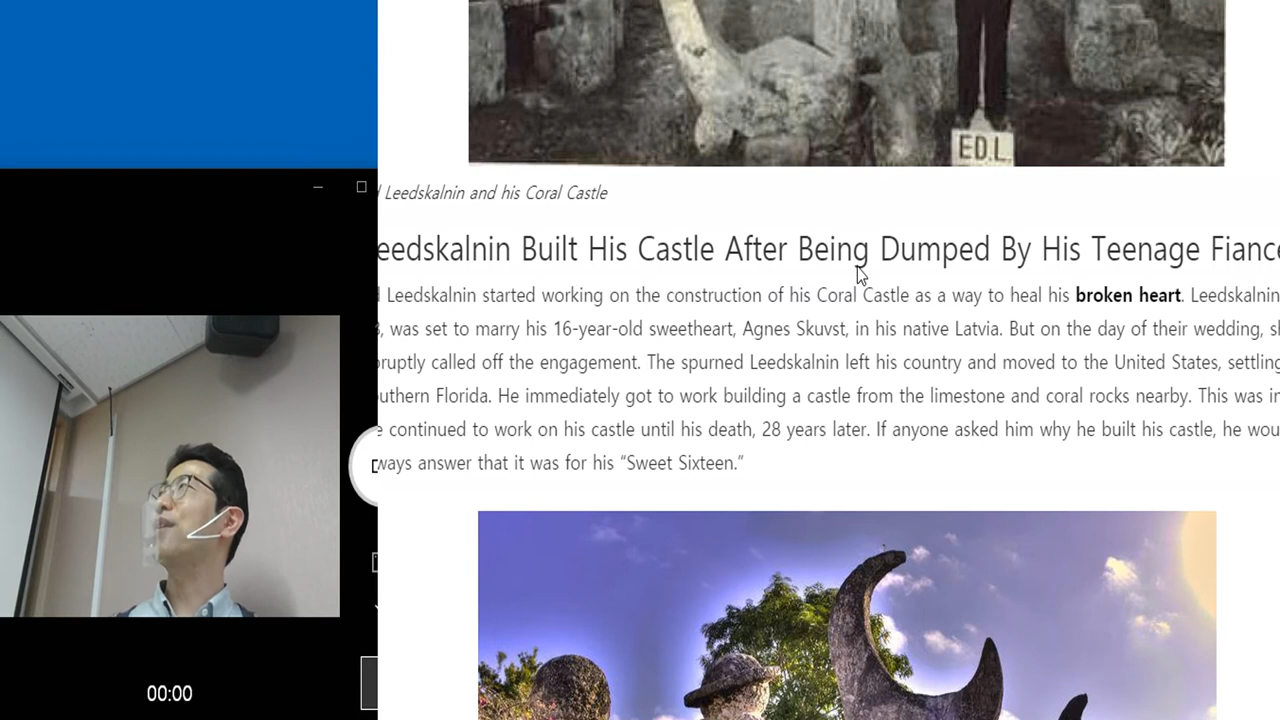 ED.L.
Leedskalnin and his Coral Castle
eedskalnin Built His Castle After Being Dumped By His Teenage Fianc
Leedskalnin started working on the construction of his Coral Castle as a way to heal his broken heart. Leedskalnin
, was set to marry his 16-year-old sweetheart, Agnes Skuvst, in his native Latvia. But on the day of their wedding, s
ruptly called off the engagement. The spurned Leedskalnin left his country and moved to the United States, settling
uthern Florida. He immediately got to work building a castle from the limestone and coral rocks nearby. This was in
e continued to work on his castle until his death, 28 years later. If anyone asked him why he built his castle, he wou
ways answer that it was for his “Sweet Sixteen.”
00:00